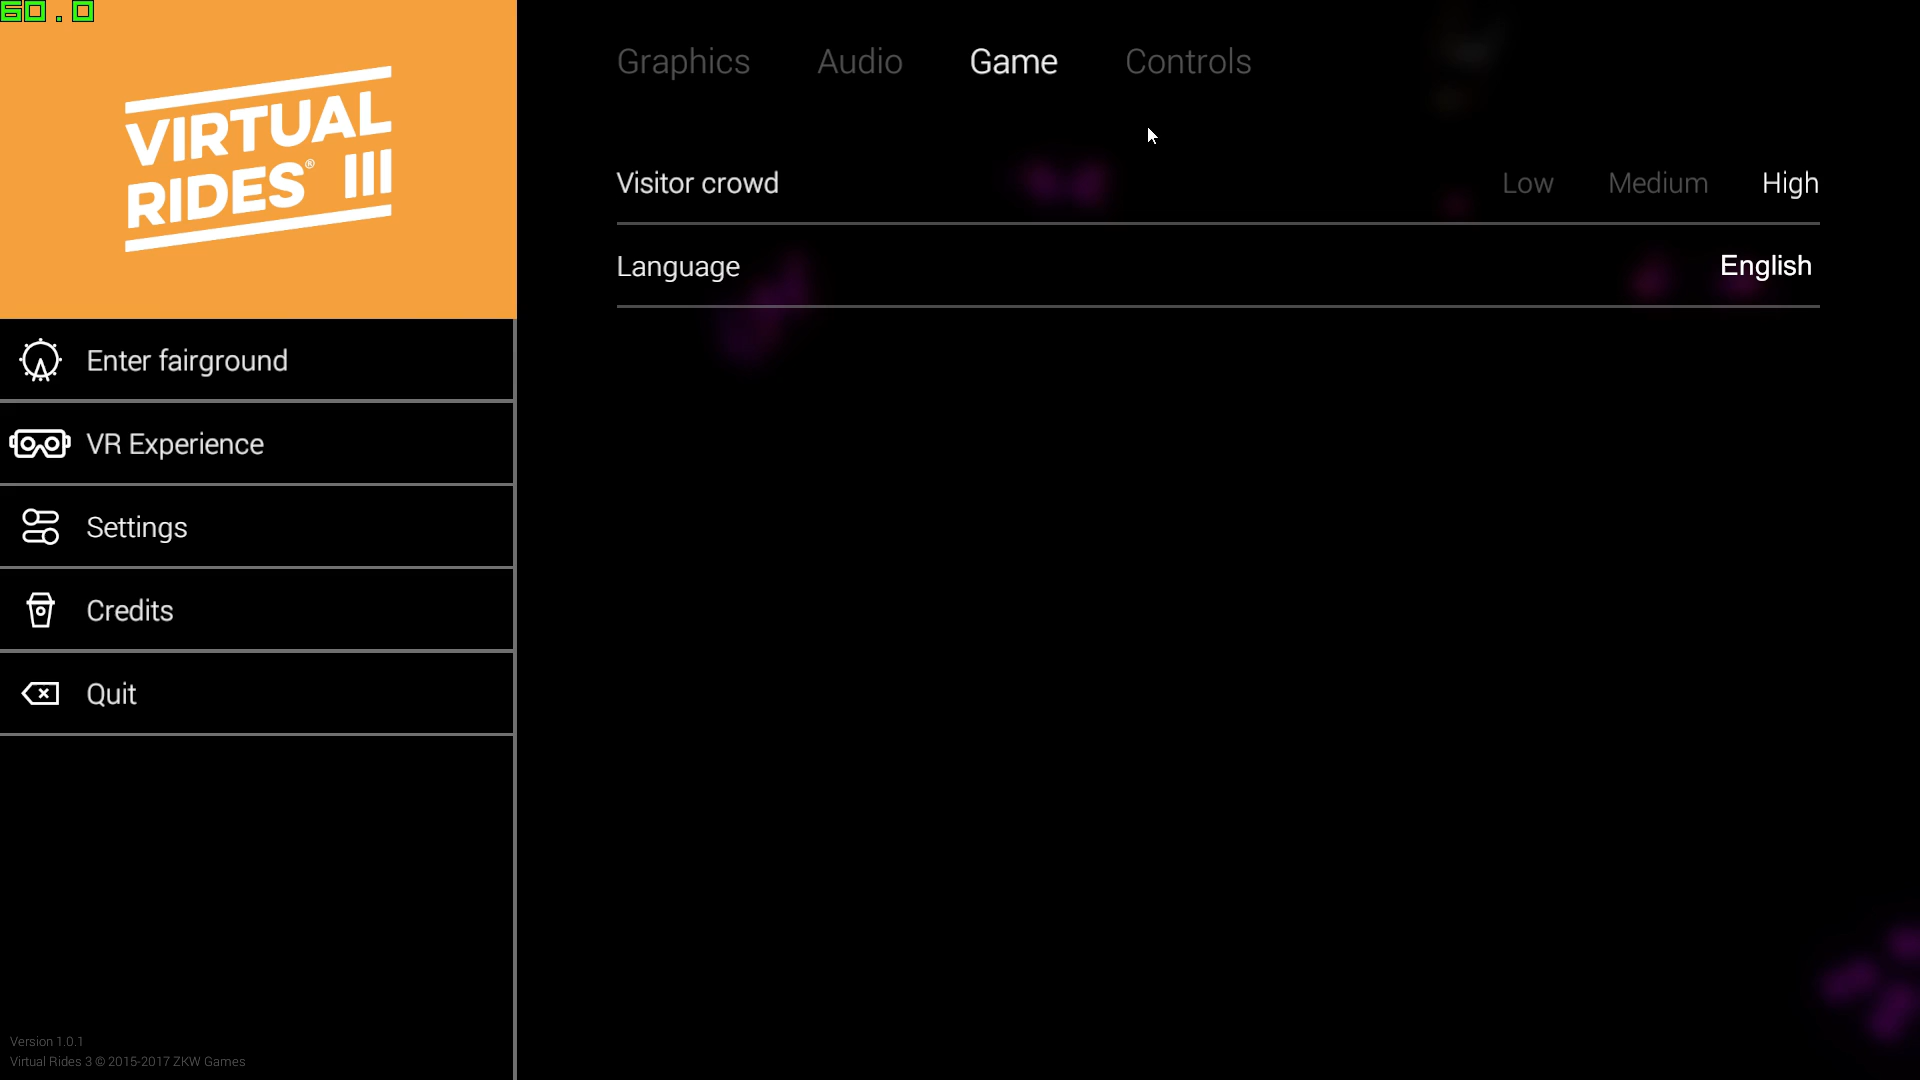 60.0
VIRTUAL
RIDES® III
Graphics Audio Game Controls
Visitor crowd Low Medium High
Language English
Enter fairground
VR Experience
Settings
Credits
Quit
Version 1.0.1
Virtual Rides 3 © 2015-2017 ZKW Games